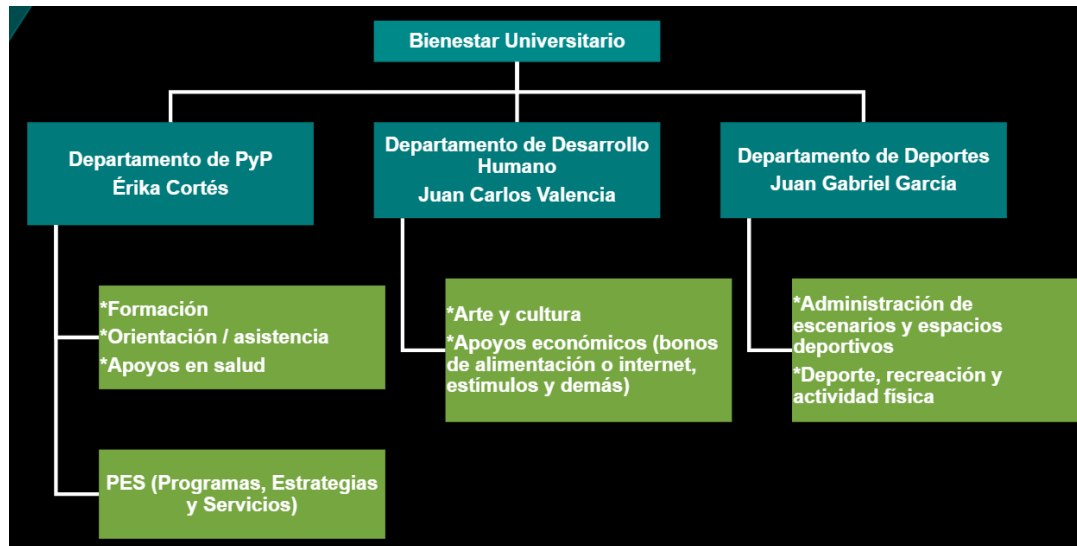 Bienestar Universitario
Departamento de PyP
Érika Cortés
Departamento de Desarrollo
Humano
Juan Carlos Valencia
Departamento de Deportes
Juan Gabriel García
*Formación
*Orientación / asistencia
*Apoyos en salud
PES (Programas, Estrategias
y Servicios)
*Arte y cultura
*Apoyos económicos (bonos
de alimentación o internet,
estímulos y demás)
*Administración de
escenarios y espacios
deportivos
*Deporte, recreación y
actividad física